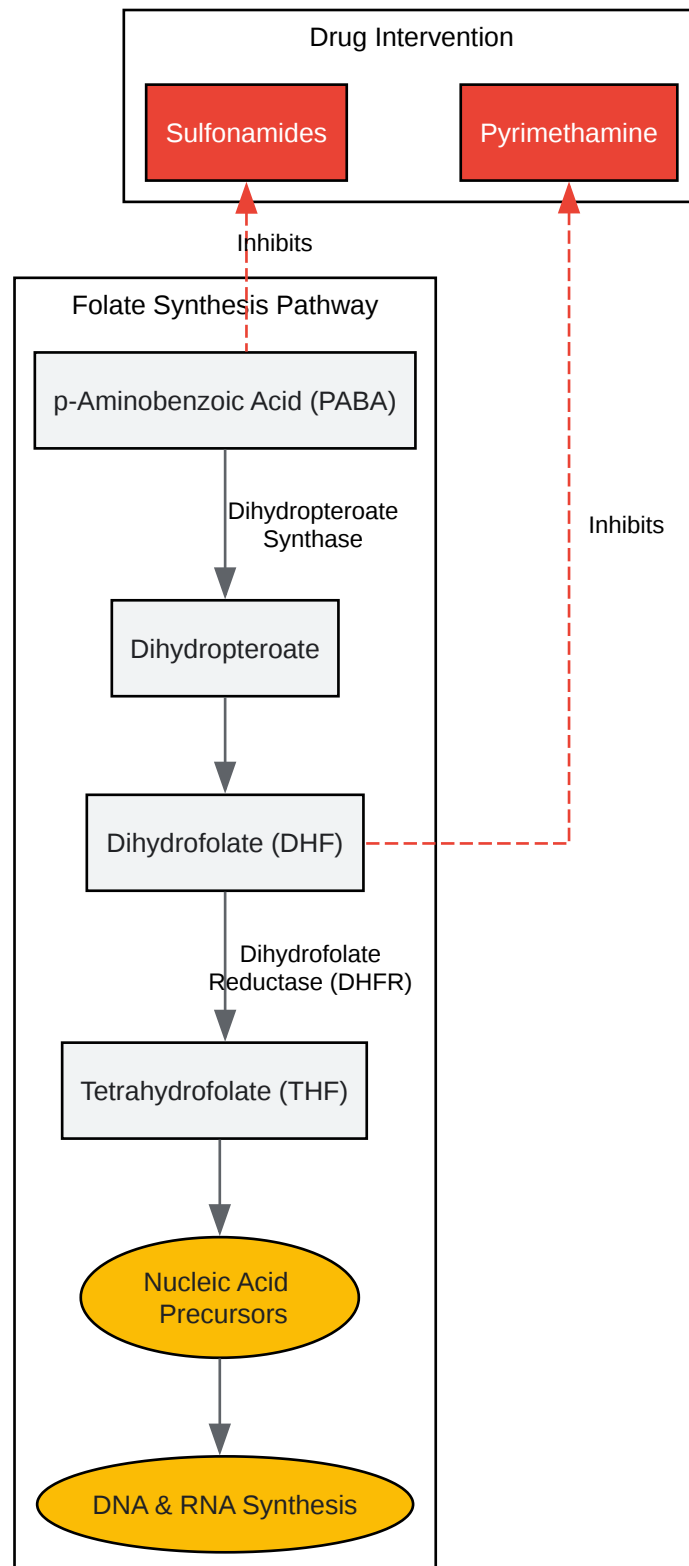 Drug Intervention
Sulfonamides
Pyrimethamine
Inhibits
Folate Synthesis Pathway
p-Aminobenzoic Acid (PABA)
Dihydropteroate
Synthase
Inhibits
Dihydropteroate
Dihydrofolate (DHF)
Dihydrofolate
Reductase (DHFR)
Tetrahydrofolate (THF)
Nucleic Acid
Precursors
DNA & RNA Synthesis